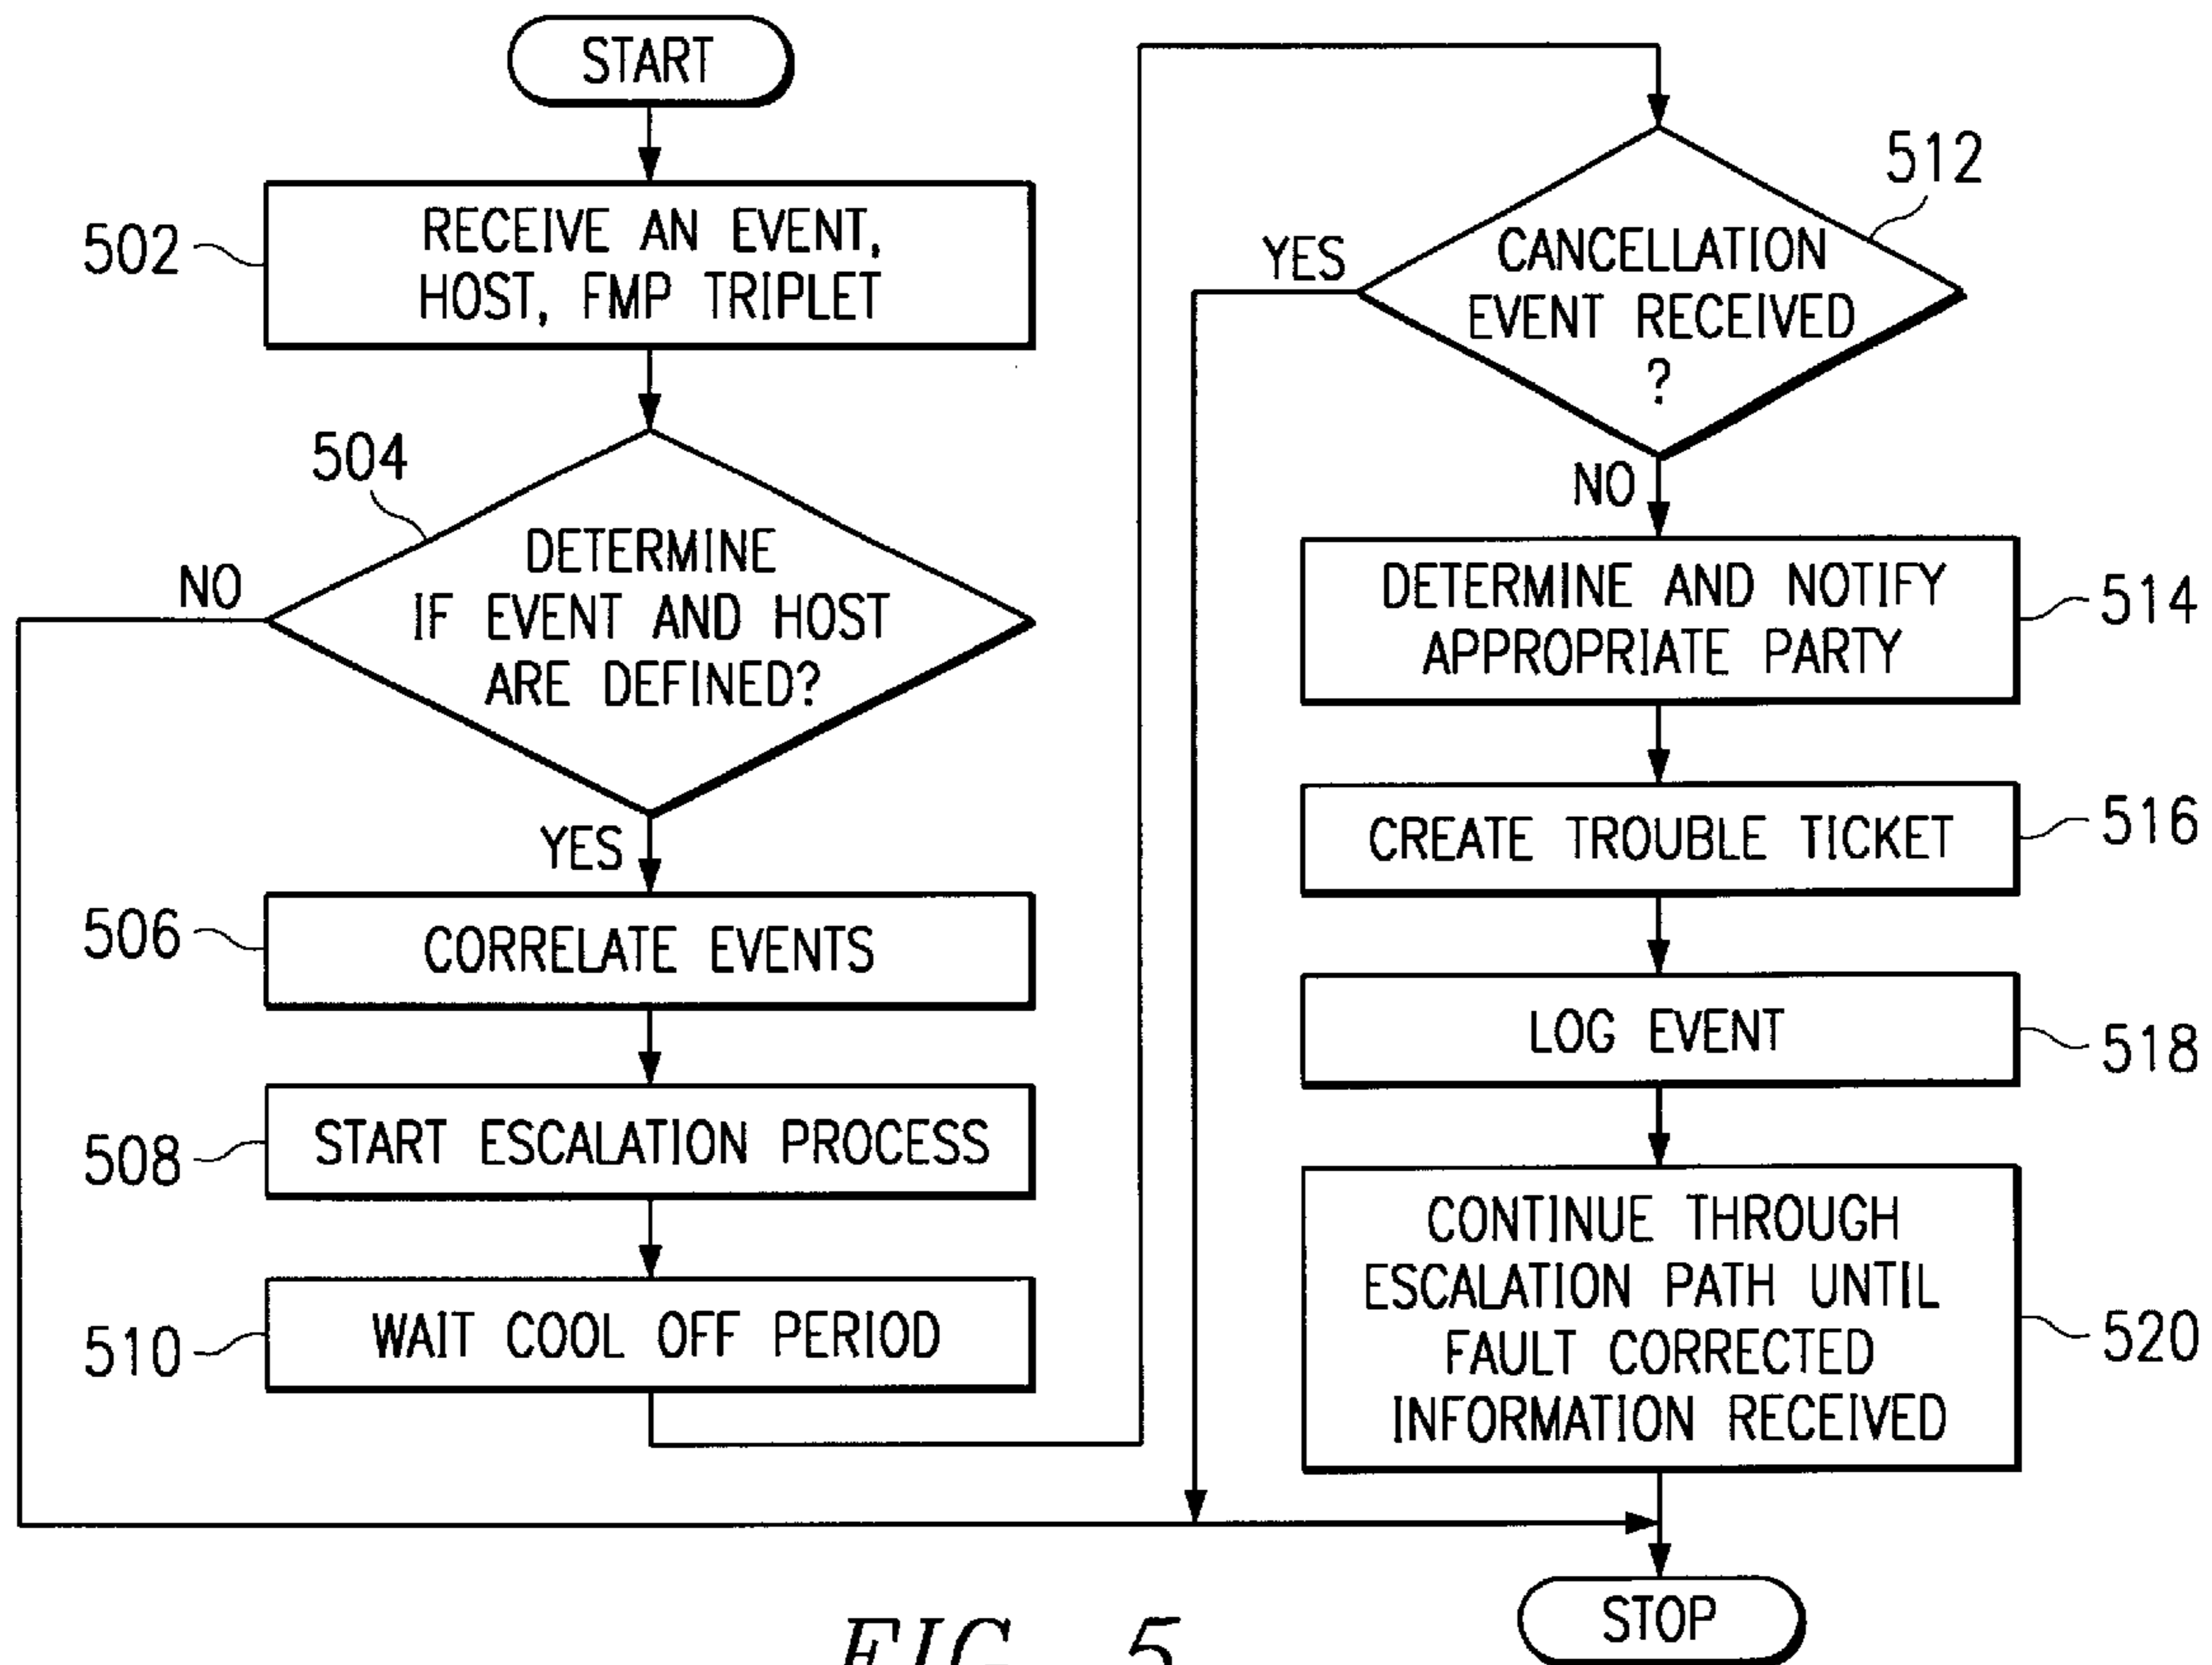 START
502
RECEIVE AN EVENT,
HOST, FMP TRIPLET
504
DETERMINE
IF EVENT AND HOST
ARE DEFINED?
NO
YES
506
CORRELATE EVENTS
508
START ESCALATION PROCESS
510
WAIT COOL OFF PERIOD
512
CANCELLATION
EVENT RECEIVED
?
YES
NO
DETERMINE AND NOTIFY
APPROPRIATE PARTY
514
CREATE TROUBLE TICKET
516
LOG EVENT
518
CONTINUE THROUGH
ESCALATION PATH UNTIL
FAULT CORRECTED
INFORMATION RECEIVED
520
STOP
FIG. 5